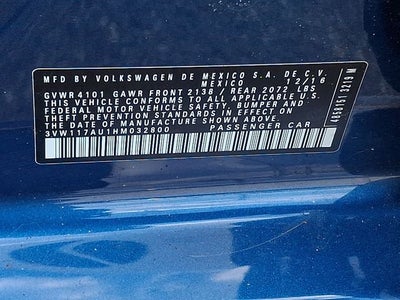 MFD. BY VOLKSWAGEN DE MEXICO S.A. DE C.V.
MEXICO 12/16
GVWR 4101 GAWR FRONT 2138 / REAR 2072 LBS
THIS VEHICLE CONFORMS TO ALL APPLICABLE U.S.
FEDERAL MOTOR VEHICLE SAFETY, BUMPER AND
THEFT PREVENTION STANDARDS IN EFFECT ON
THE DATE OF MANUFACTURE SHOWN ABOVE.
3VW117AU1HM032800 PASSENGER CAR